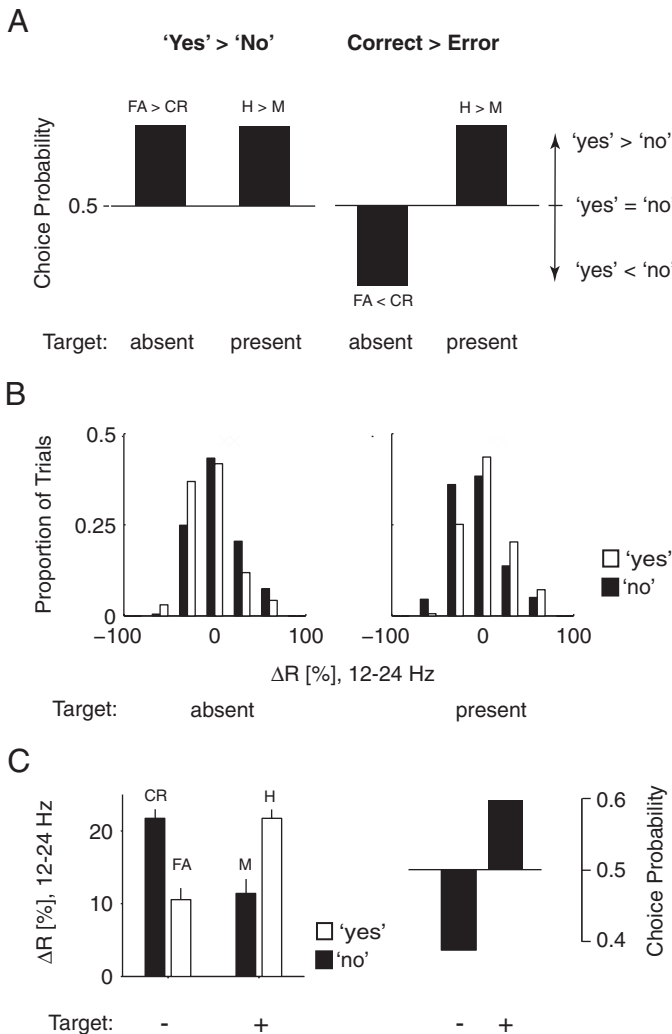 A
‘Yes’ > ‘No’ Correct > Error
FA > CR H > M H > M
Choice Probability
0.5
FA < CR
‘yes’ > ‘no’
‘yes’ = ‘no
‘yes’ < ‘no’
Target: absent present absent present
B
Proportion of Trials
0.5
0.25
0
−100 0 100 −100 0 100
ΔR [%], 12-24 Hz
‘yes’
‘no’
Target: absent present
C
ΔR [%], 12-24 Hz
20
10
0
CR FA M H
‘yes’
‘no’
0.6
0.5
0.4
Choice Probability
Target: - + - +